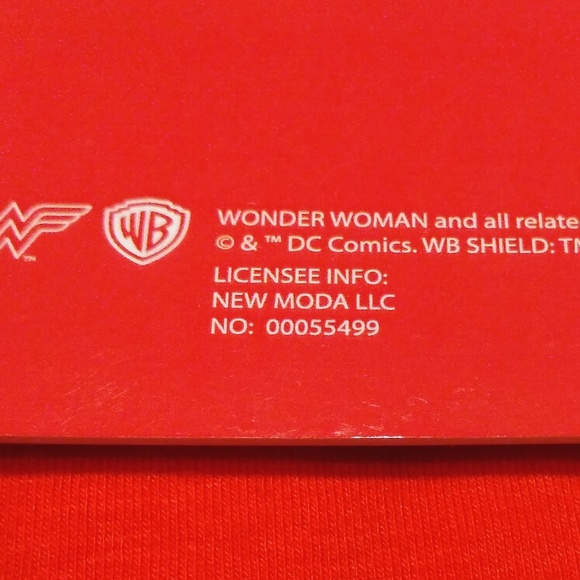 WB
WONDER WOMAN and all relate
© & ™ DC Comics. WB SHIELD: TM
LICENSEE INFO:
NEW MODA LLC
NO: 00055499
TM